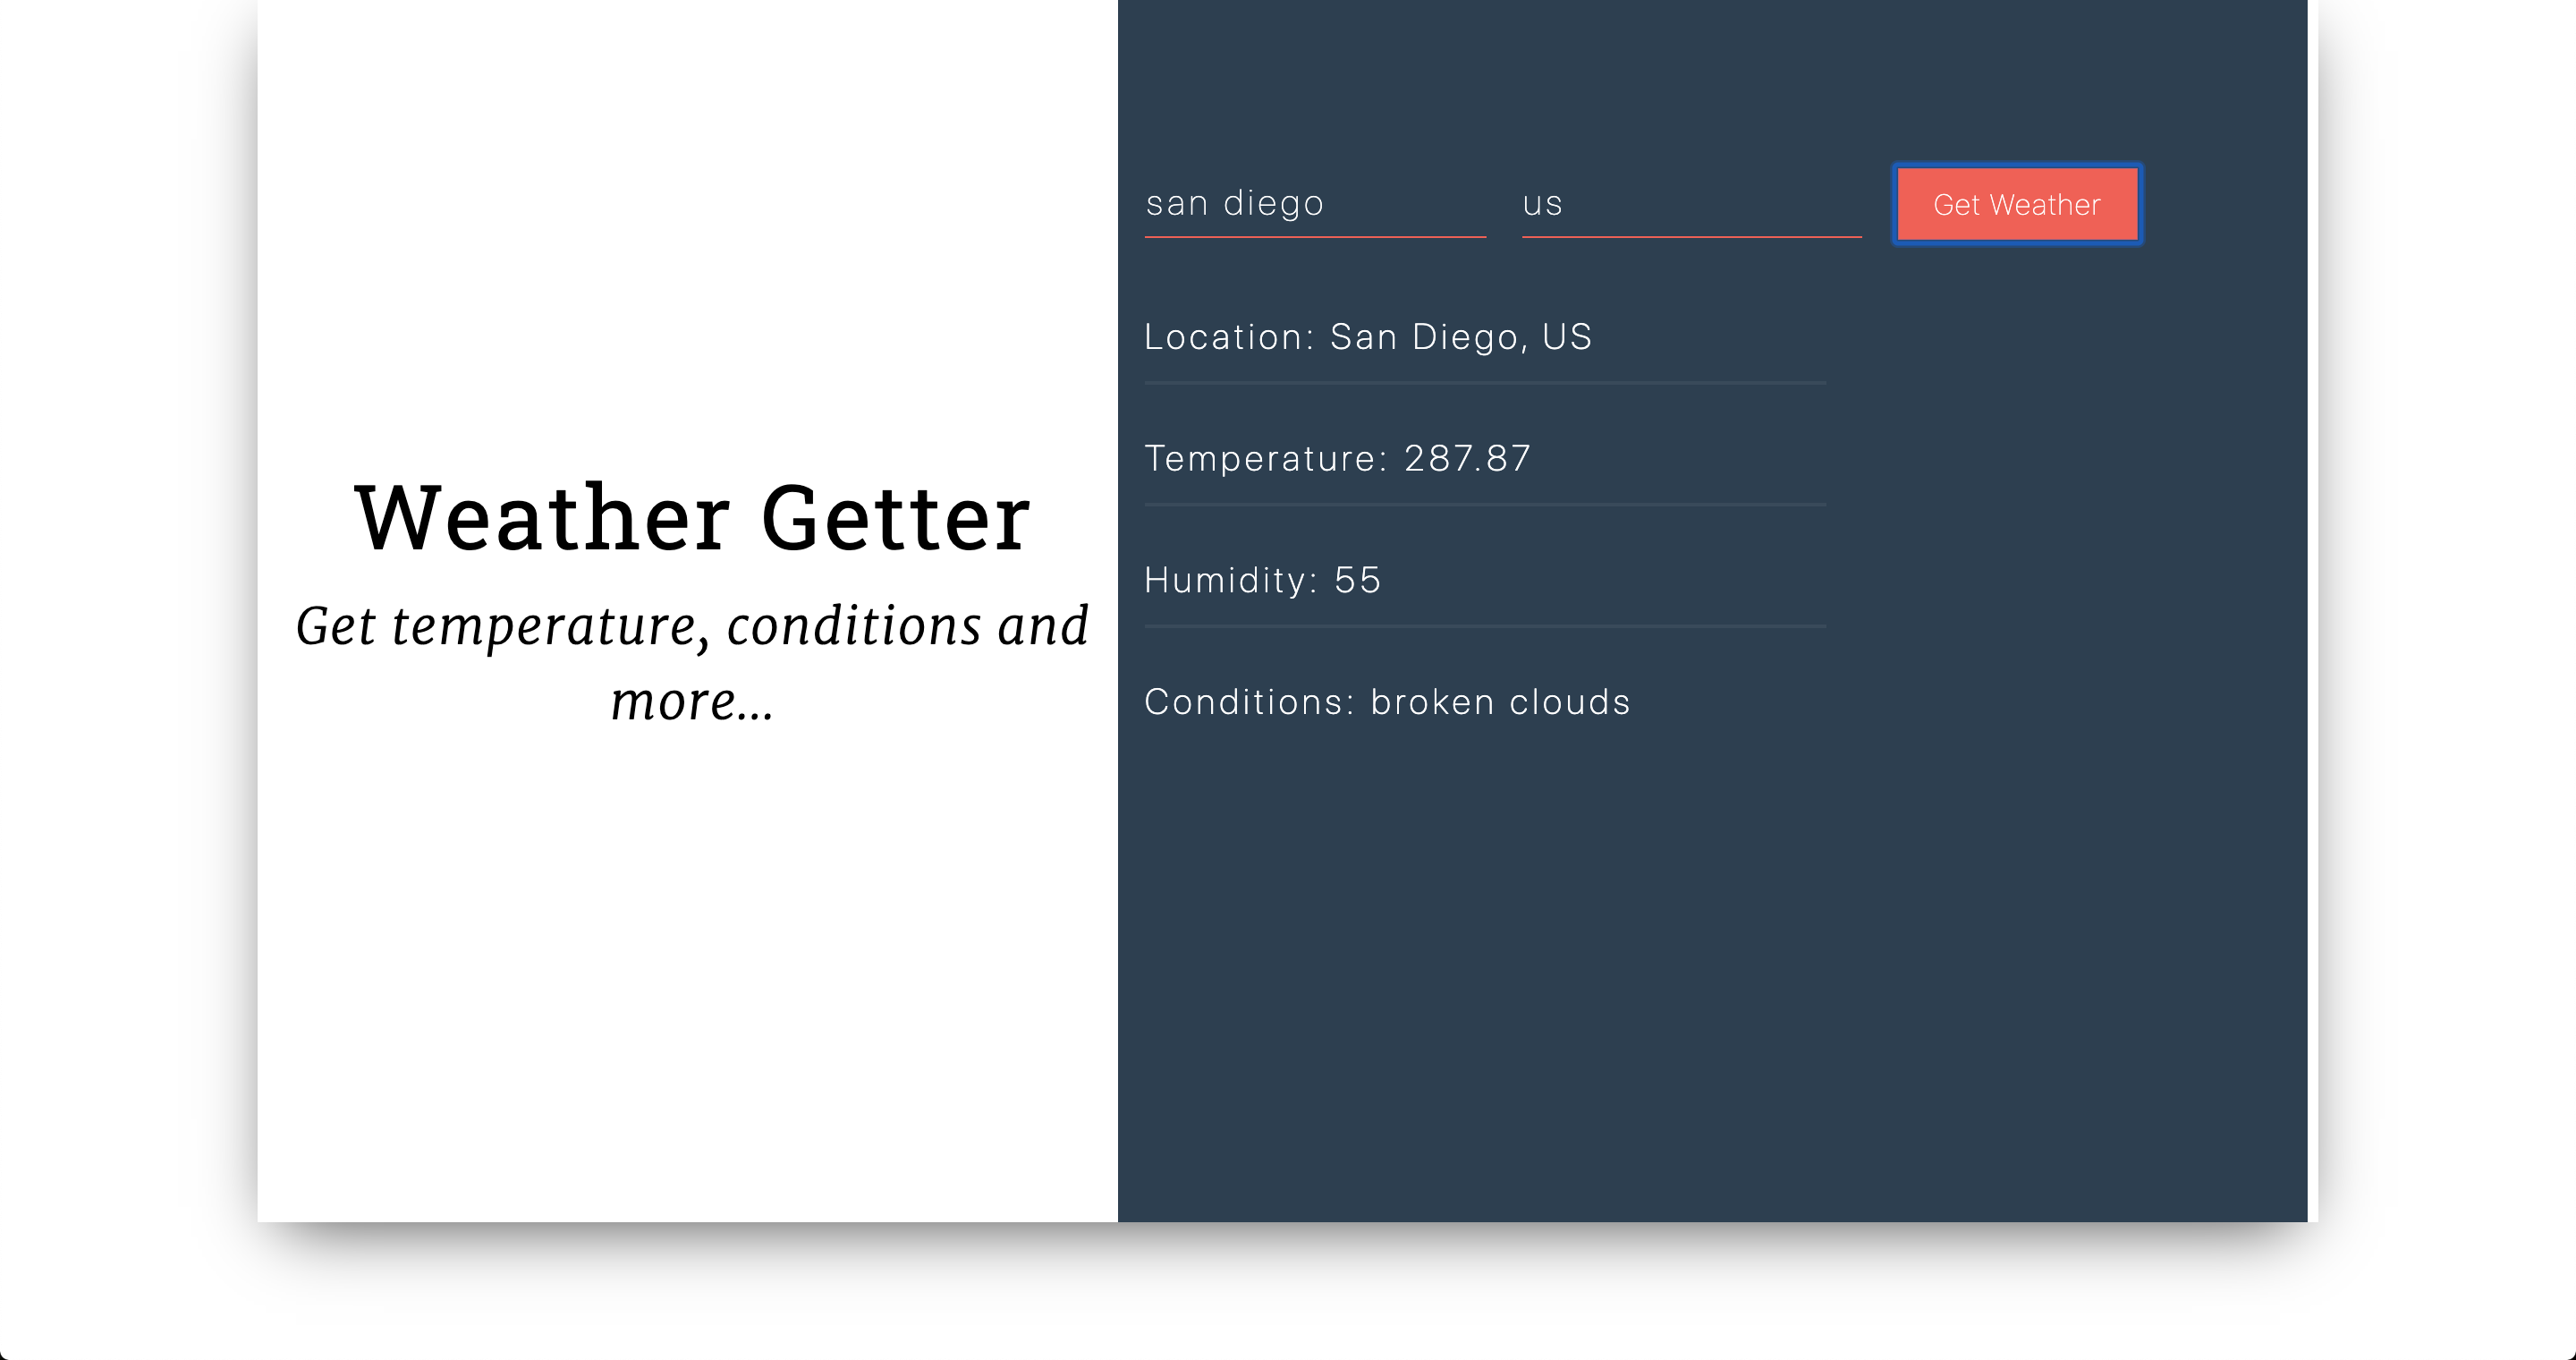 Weather Getter
Get temperature, conditions and
more...
san diego
us
Get Weather
Location: San Diego, US
Temperature: 287.87
Humidity: 55
Conditions: broken clouds